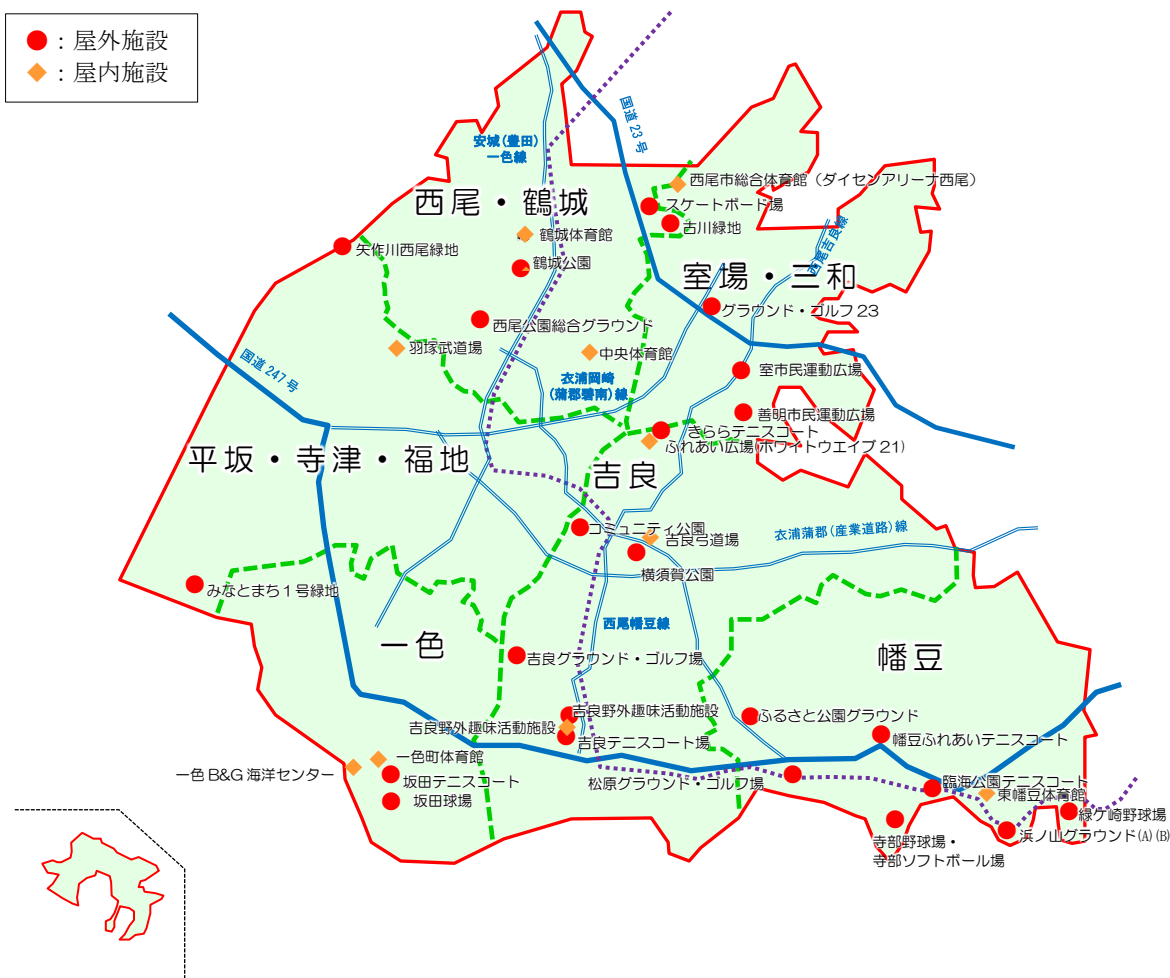 ：屋外施設
：屋内施設
国道 23 号
安城(豊田)
一色線
西尾市総合体育館（ダイセンアリーナ西尾）
スケートボード場
古川緑地
西尾・鶴城
鶴城体育館
矢作川西尾緑地
鶴城公園
西尾吉良線
室場・三和
グラウンド・ゴルフ 23
西尾公園総合グラウンド
羽塚武道場
中央体育館
国道 247 号
衣浦岡崎
(蒲郡碧南)線
室市民運動広場
善明市民運動広場
きららテニスコート
ふれあい広場(ホワイトウエイブ 21)
平坂・寺津・福地
吉良
コミュニティ公園
吉良弓道場
衣浦蒲郡(産業道路)線
横須賀公園
みなとまち１号緑地
西尾幡豆線
一色
幡豆
吉良グラウンド・ゴルフ場
吉良野外趣味活動施設
吉良野外趣味活動施設
ふるさと公園グラウンド
吉良テニスコート場
幡豆ふれあいテニスコート
一色町体育館
一色 B&G 海洋センター
坂田テニスコート
松原グラウンド・ゴルフ場
臨海公園テニスコート
東幡豆体育館
坂田球場
緑ケ崎野球場
浜ノ山グラウンド(A)(B)
寺部野球場・
寺部ソフトボール場